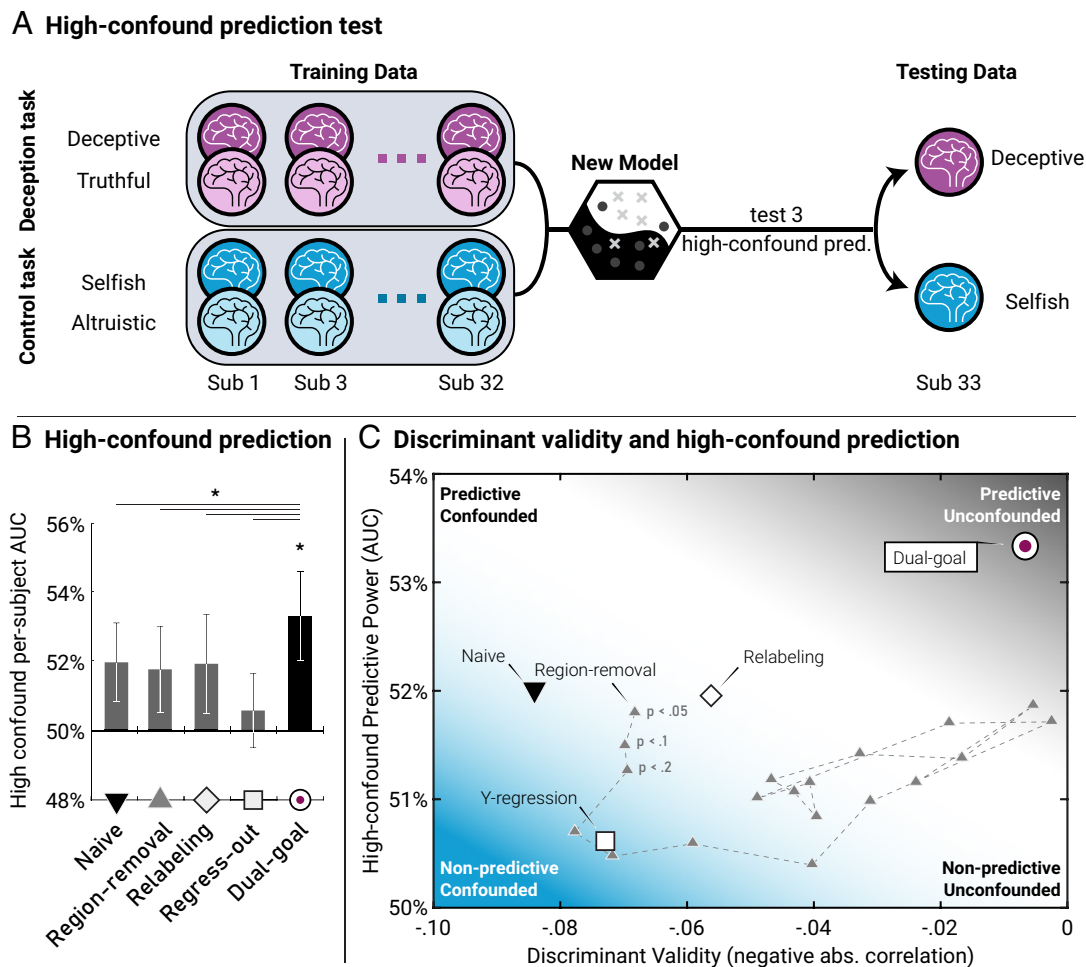 A High-confound prediction test
Training Data
Testing Data
Deception task
Deceptive
Truthful
Control task
Selfish
Altruistic
Sub 1
Sub 3
Sub 32
New Model
test 3
high-confound pred.
Deceptive
Selfish
Sub 33
B High-confound prediction
High confound per-subject AUC
56%
54%
52%
50%
48%
*
*
Naive
Region-removal
Relabeling
Regress-out
Dual-goal
C Discriminant validity and high-confound prediction
High-confound Predictive Power (AUC)
54%
53%
52%
51%
50%
Predictive
Confounded
Predictive
Unconfounded
Dual-goal
Naive
Region-removal
Relabeling
p < .05
p < .1
p < .2
Y-regression
Non-predictive
Confounded
Non-predictive
Unconfounded
-.10
-.08
-.06
-.04
-.02
0
Discriminant Validity (negative abs. correlation)